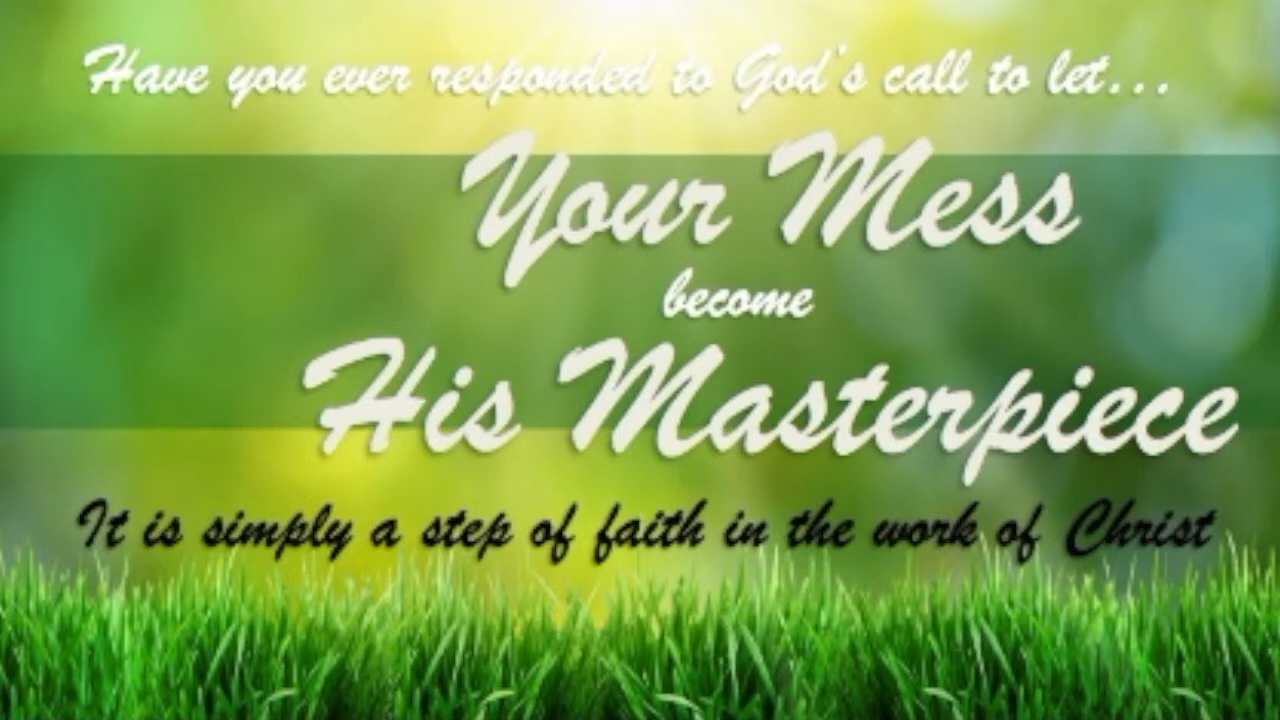 Have you ever responded to God's call to let...
Your Mess
become
His Masterpiece
It is simply a step of faith in the work of Christ